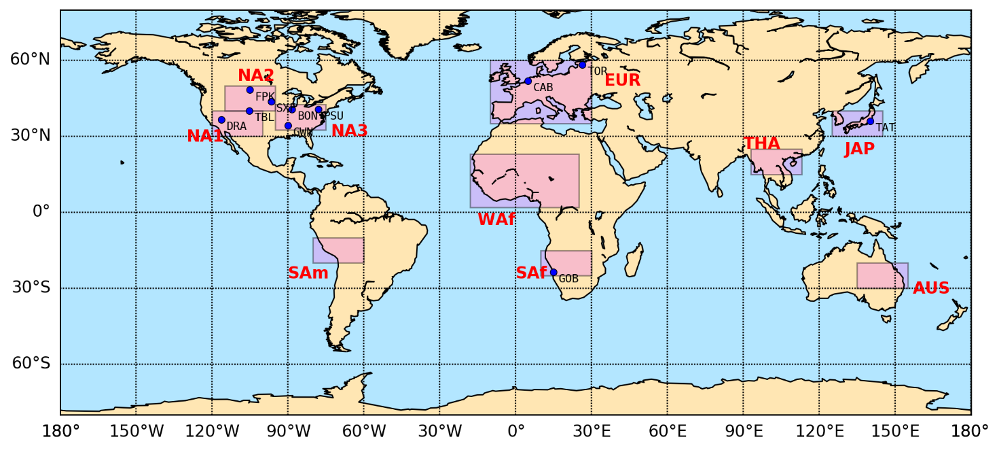 60°N
30°N
0°
30°S
60°S
NA2
FPK
SXF
TBL
BON
PSU
DRA
GWN
NA1
NA3
TOR
CAB
EUR
TAT
JAP
THA
WAf
SAm
SAf
GOB
AUS
180° 150°W 120°W 90°W 60°W 30°W 0° 30°E 60°E 90°E 120°E 150°E 180°